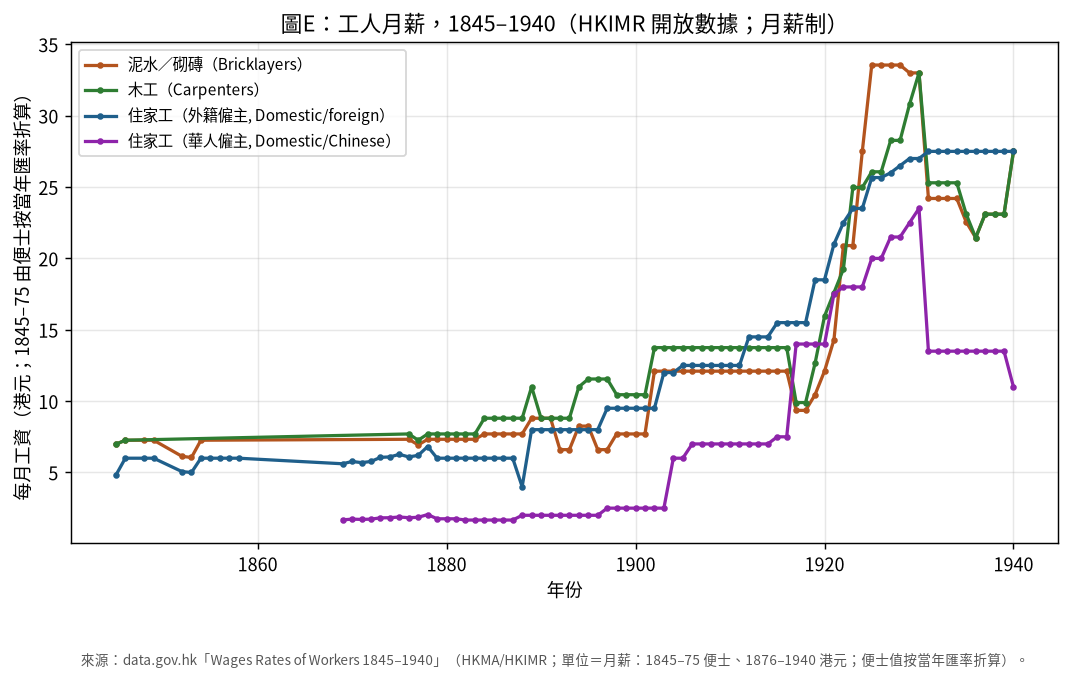 圖E：工人月薪，1845–1940（HKIMR 開放數據；月薪制）
每月工資（港元；1845–75 由便士按當年匯率折算）
35
30
25
20
15
10
5
泥水／砌磚（Bricklayers）
木工（Carpenters）
住家工（外籍僱主, Domestic/foreign）
住家工（華人僱主, Domestic/Chinese）
1860 1880 1900 1920 1940
年份
來源：data.gov.hk「Wages Rates of Workers 1845–1940」（HKMA/HKIMR；單位＝月薪：1845–75 便士、1876–1940 港元；便士值按當年匯率折算）。